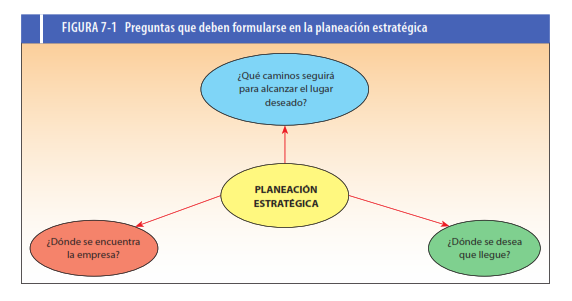 FIGURA 7-1 Preguntas que deben formularse en la planeación estratégica
¿Qué caminos seguirá
para alcanzar el lugar
deseado?
PLANEACIÓN
ESTRATÉGICA
¿Dónde se encuentra
la empresa?
¿Dónde se desea
que llegue?